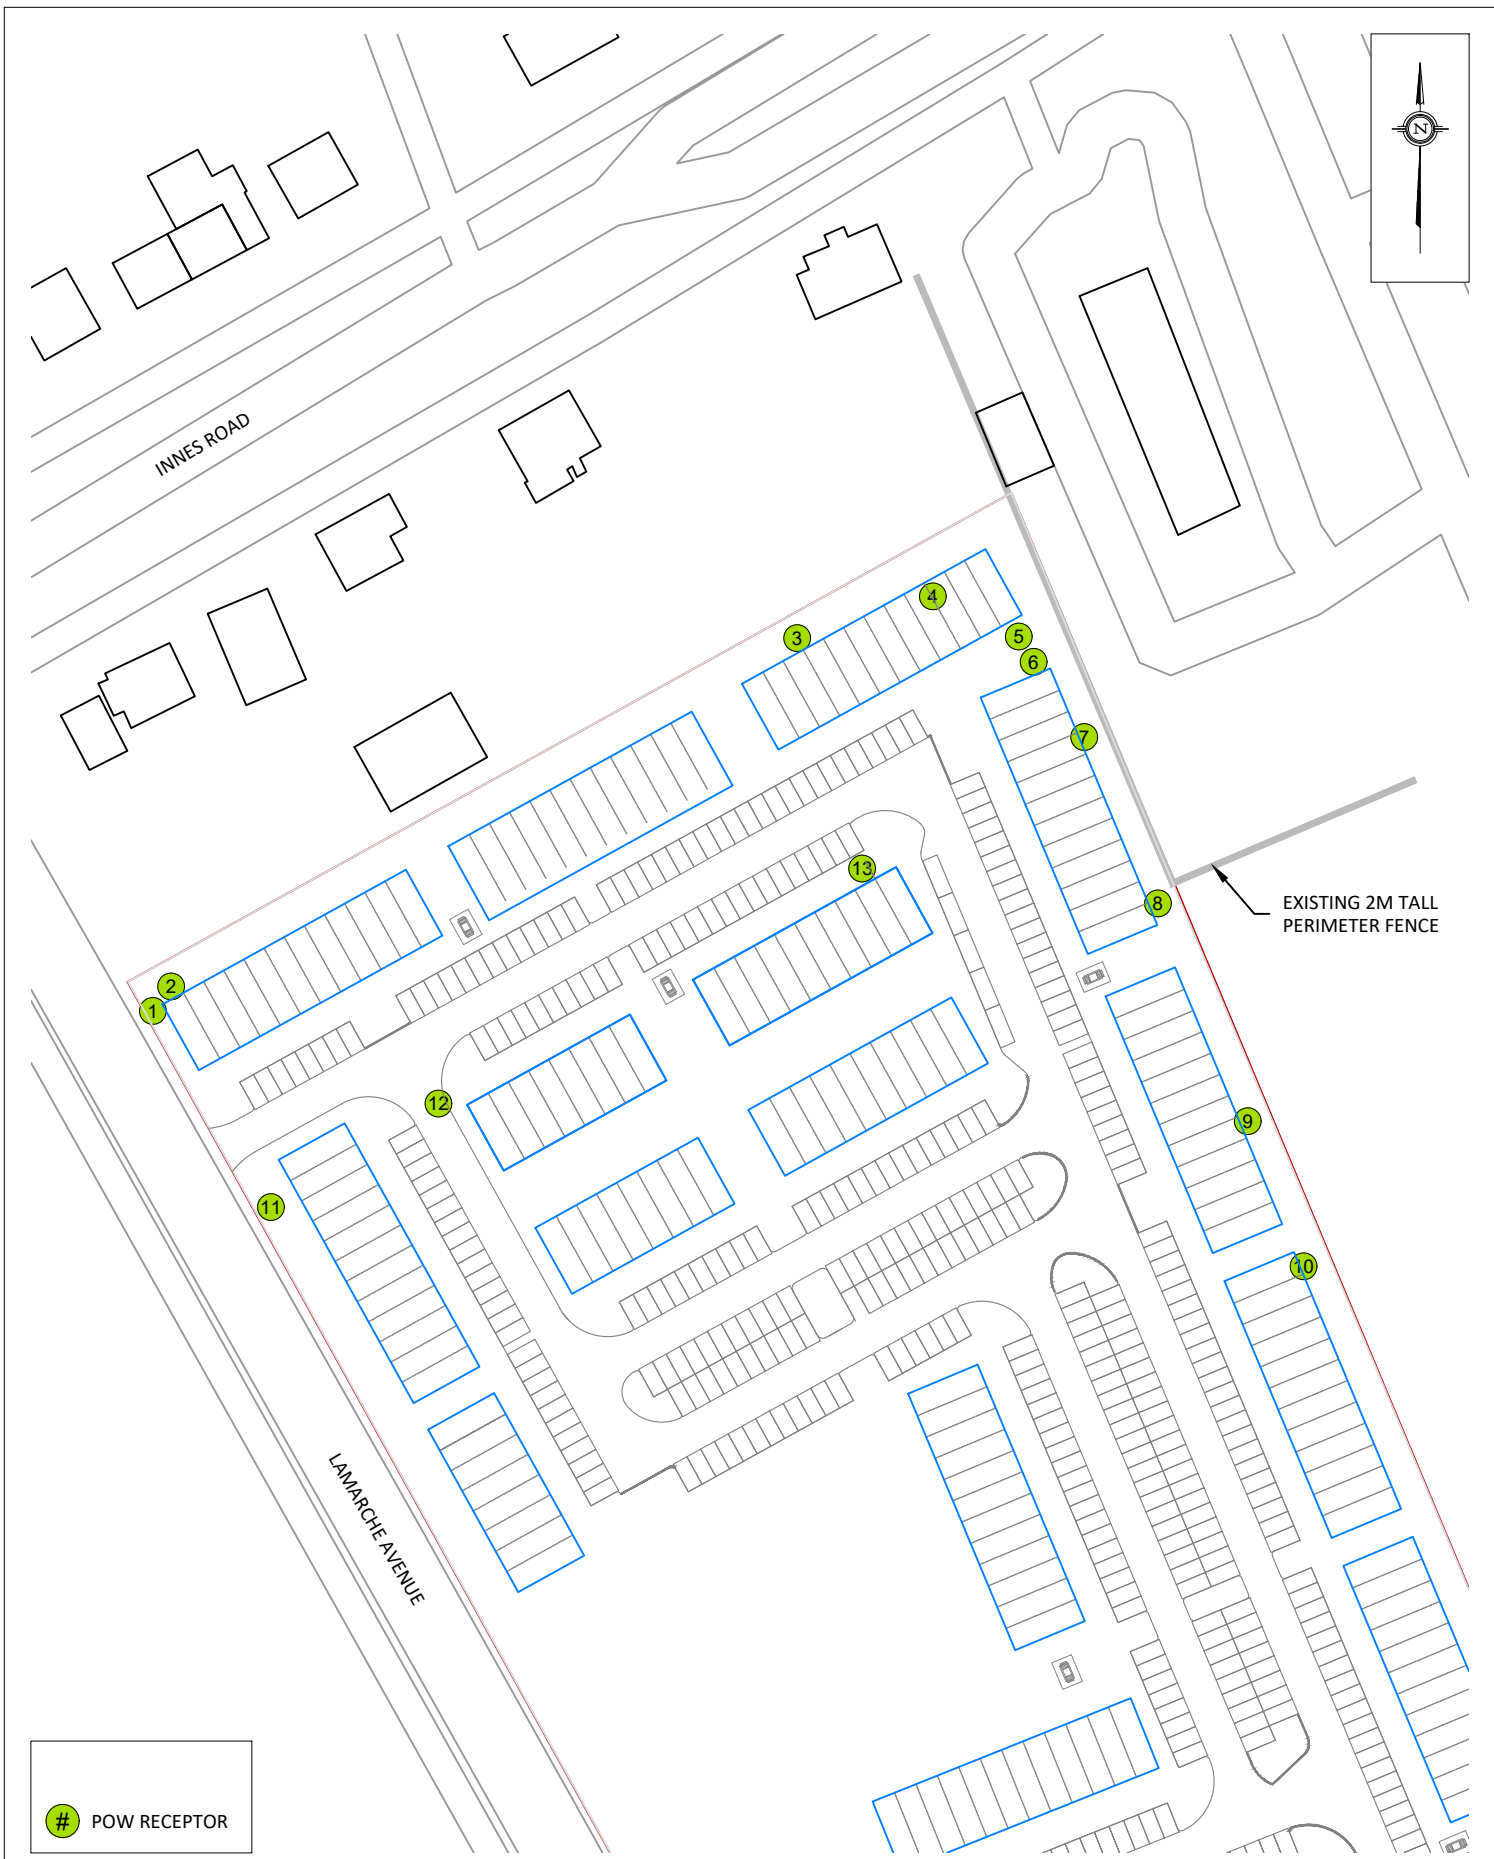 N
INNES ROAD
4
3
5
6
7
13
8
EXISTING 2M TALL
PERIMETER FENCE
2
1
12
9
11
10
LAMARCHE AVENUE
# POW RECEPTOR